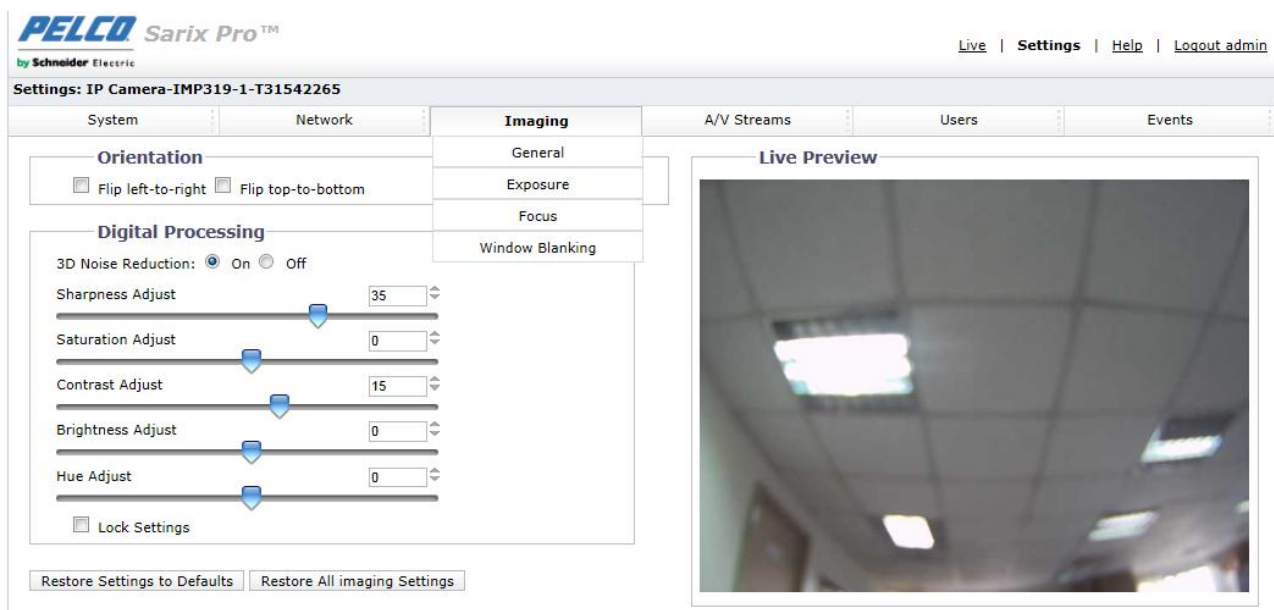 PELCO Sarix Pro™
by Schneider Electric
Live | Settings | Help | Logout admin
Settings: IP Camera-IMP319-1-T31542265
System Network Imaging A/V Streams Users Events
General
Exposure
Focus
Window Blanking
Orientation
Flip left-to-right Flip top-to-bottom
Digital Processing
3D Noise Reduction: On Off
Sharpness Adjust 35
Saturation Adjust 0
Contrast Adjust 15
Brightness Adjust 0
Hue Adjust 0
Lock Settings
Restore Settings to Defaults Restore All imaging Settings
Live Preview